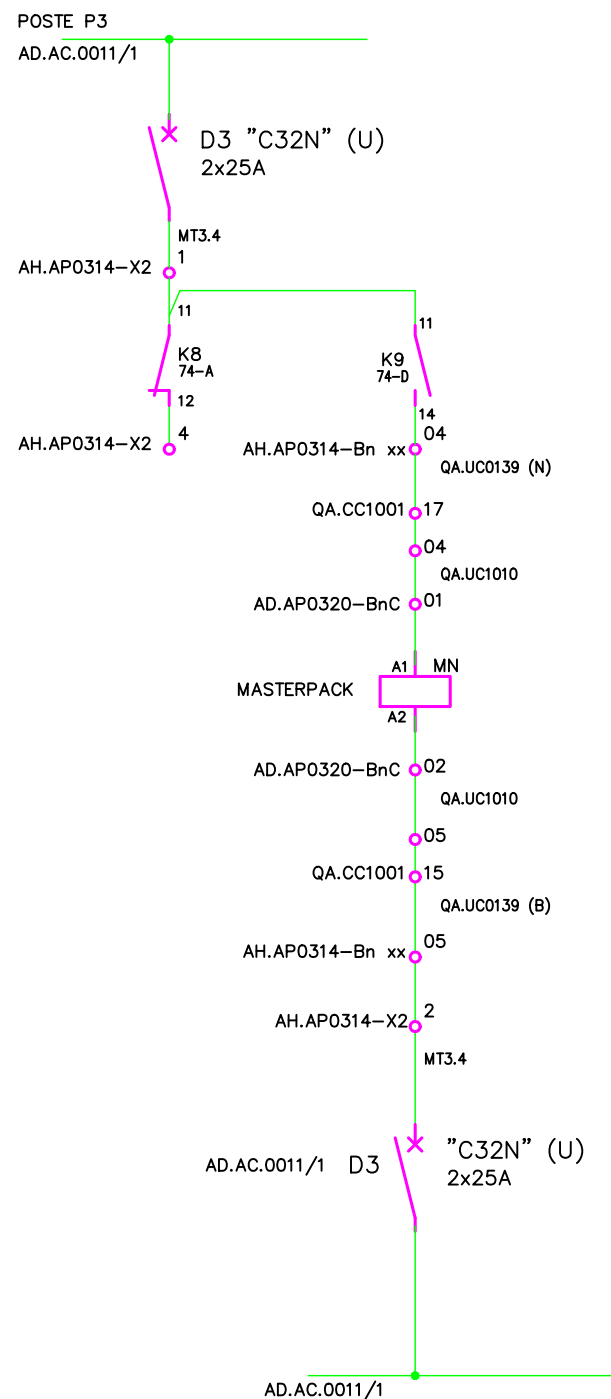 POSTE P3
AD.AC.0011/1
D3 "C32N" (U)
2x25A
MT3.4
1
AH.AP0314-X2
11
11
K8
74-A
K9
74-D
12
14
4
AH.AP0314-X2
04
AH.AP0314-Bn xx
QA.UC0139 (N)
QA.CC1001 17
04
QA.UC1010
AD.AP0320-BnC 01
A1 MN
MASTERPACK
A2
AD.AP0320-BnC 02
QA.UC1010
05
QA.CC1001 15
QA.UC0139 (B)
05
AH.AP0314-Bn xx
2
AH.AP0314-X2
MT3.4
AD.AC.0011/1 D3 "C32N" (U)
2x25A
AD.AC.0011/1